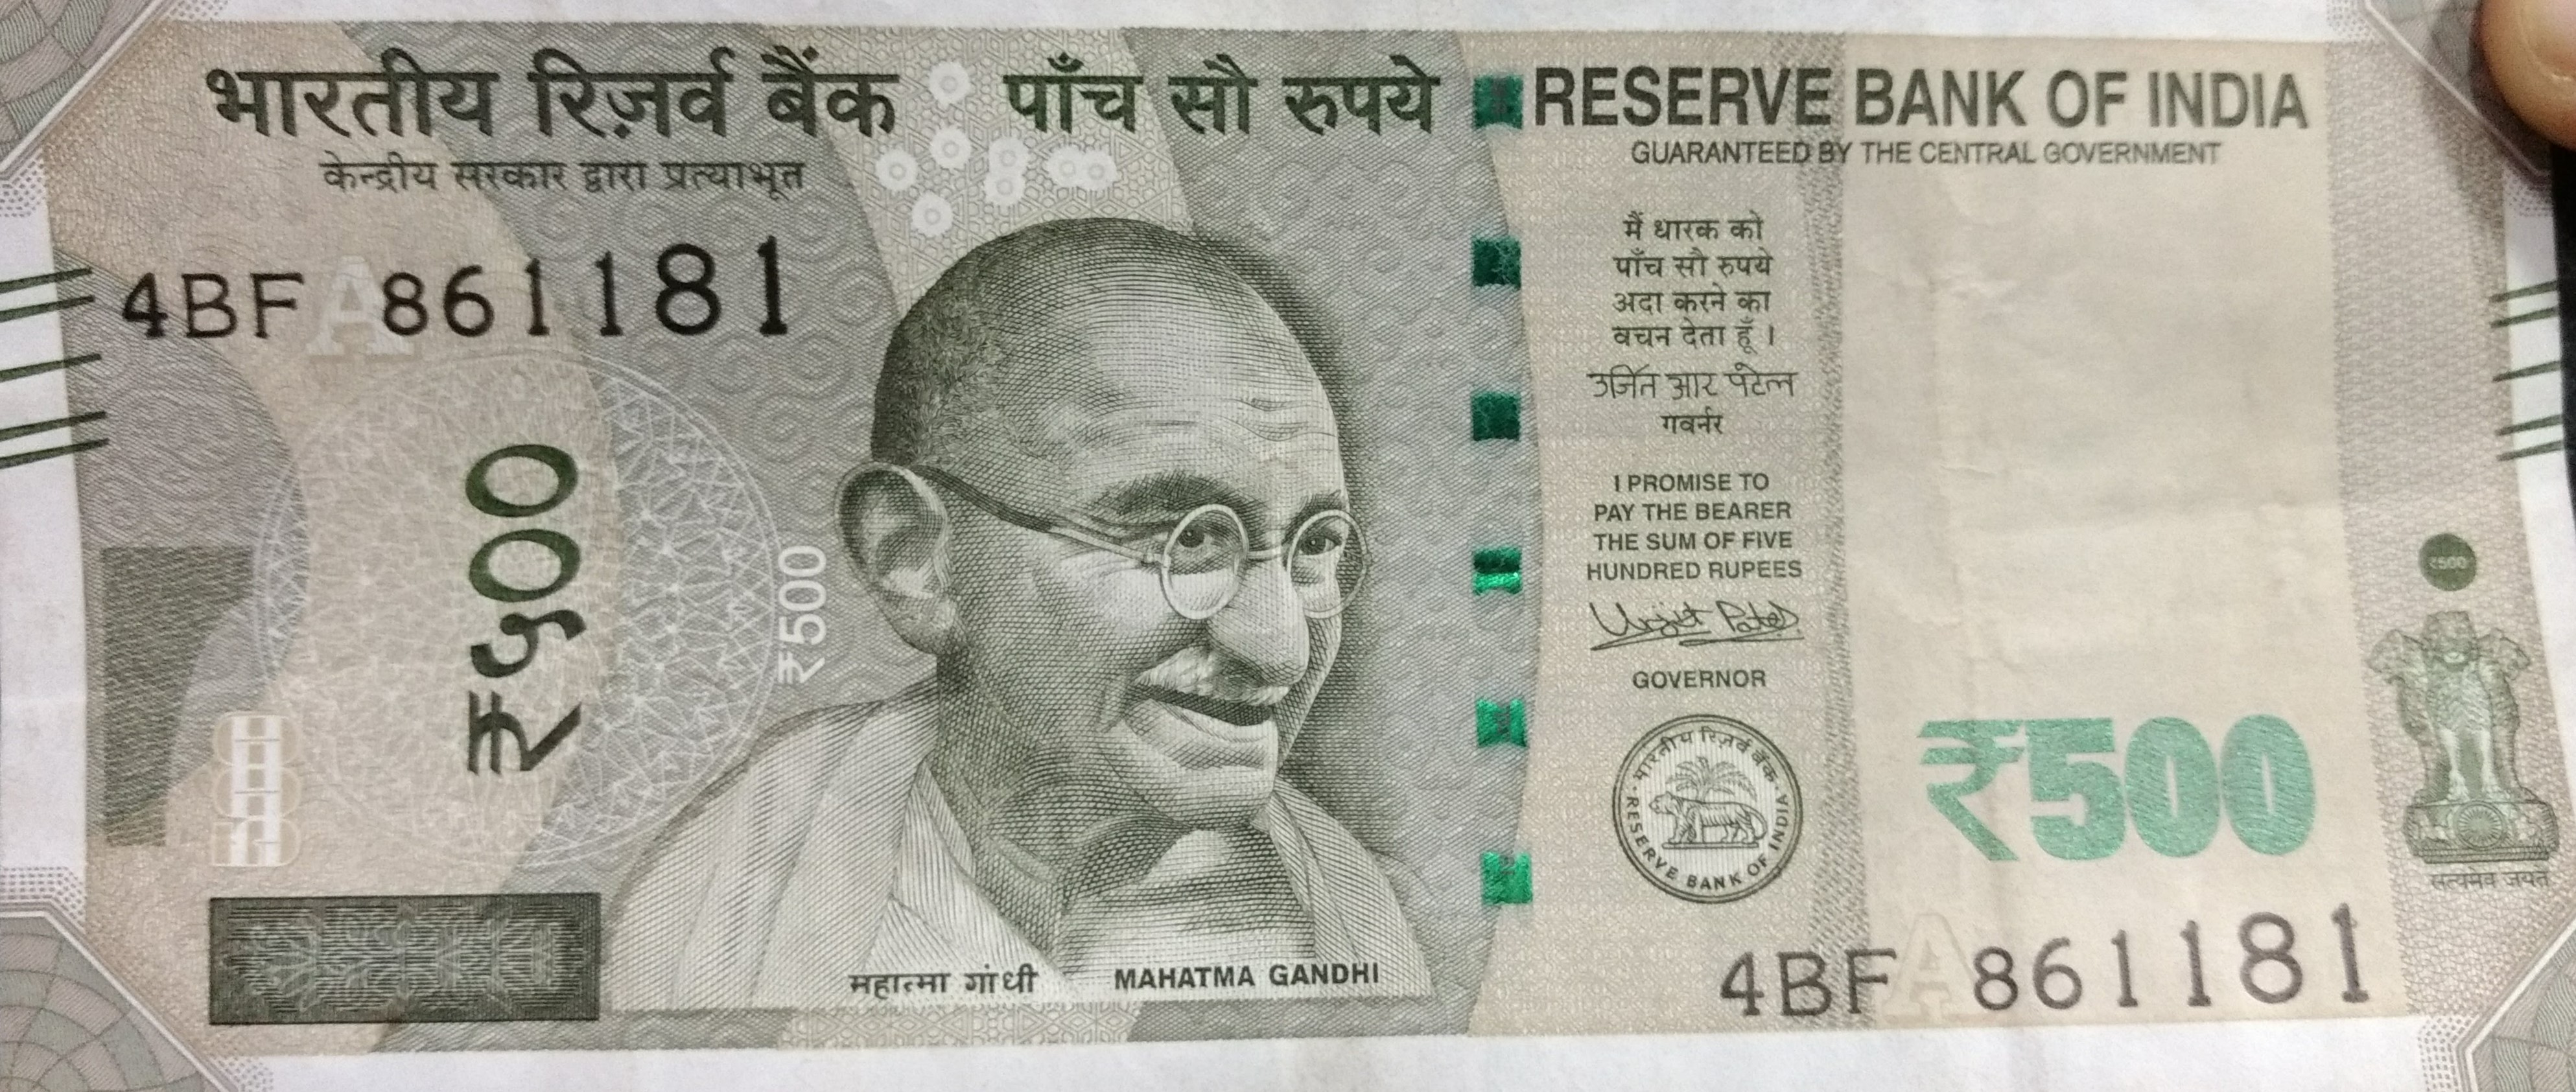 भारतीय रिज़र्व बैंक
पाँच सौ रुपये
RESERVE BANK OF INDIA
केन्द्रीय सरकार द्वारा प्रत्याभूत
GUARANTEED BY THE CENTRAL GOVERNMENT
4BF A 861181
₹५००
₹500
मैं धारक को
पाँच सौ रुपये
अदा करने का
वचन देता हूँ ।
उर्जित आर पटेल
गवर्नर
I PROMISE TO
PAY THE BEARER
THE SUM OF FIVE
HUNDRED RUPEES
Urjit Patel
GOVERNOR
भारतीय रिज़र्व बैंक
RESERVE BANK OF INDIA
₹500
₹500
सत्यमेव जयते
महात्मा गांधी
MAHATMA GANDHI
4BF A 861181